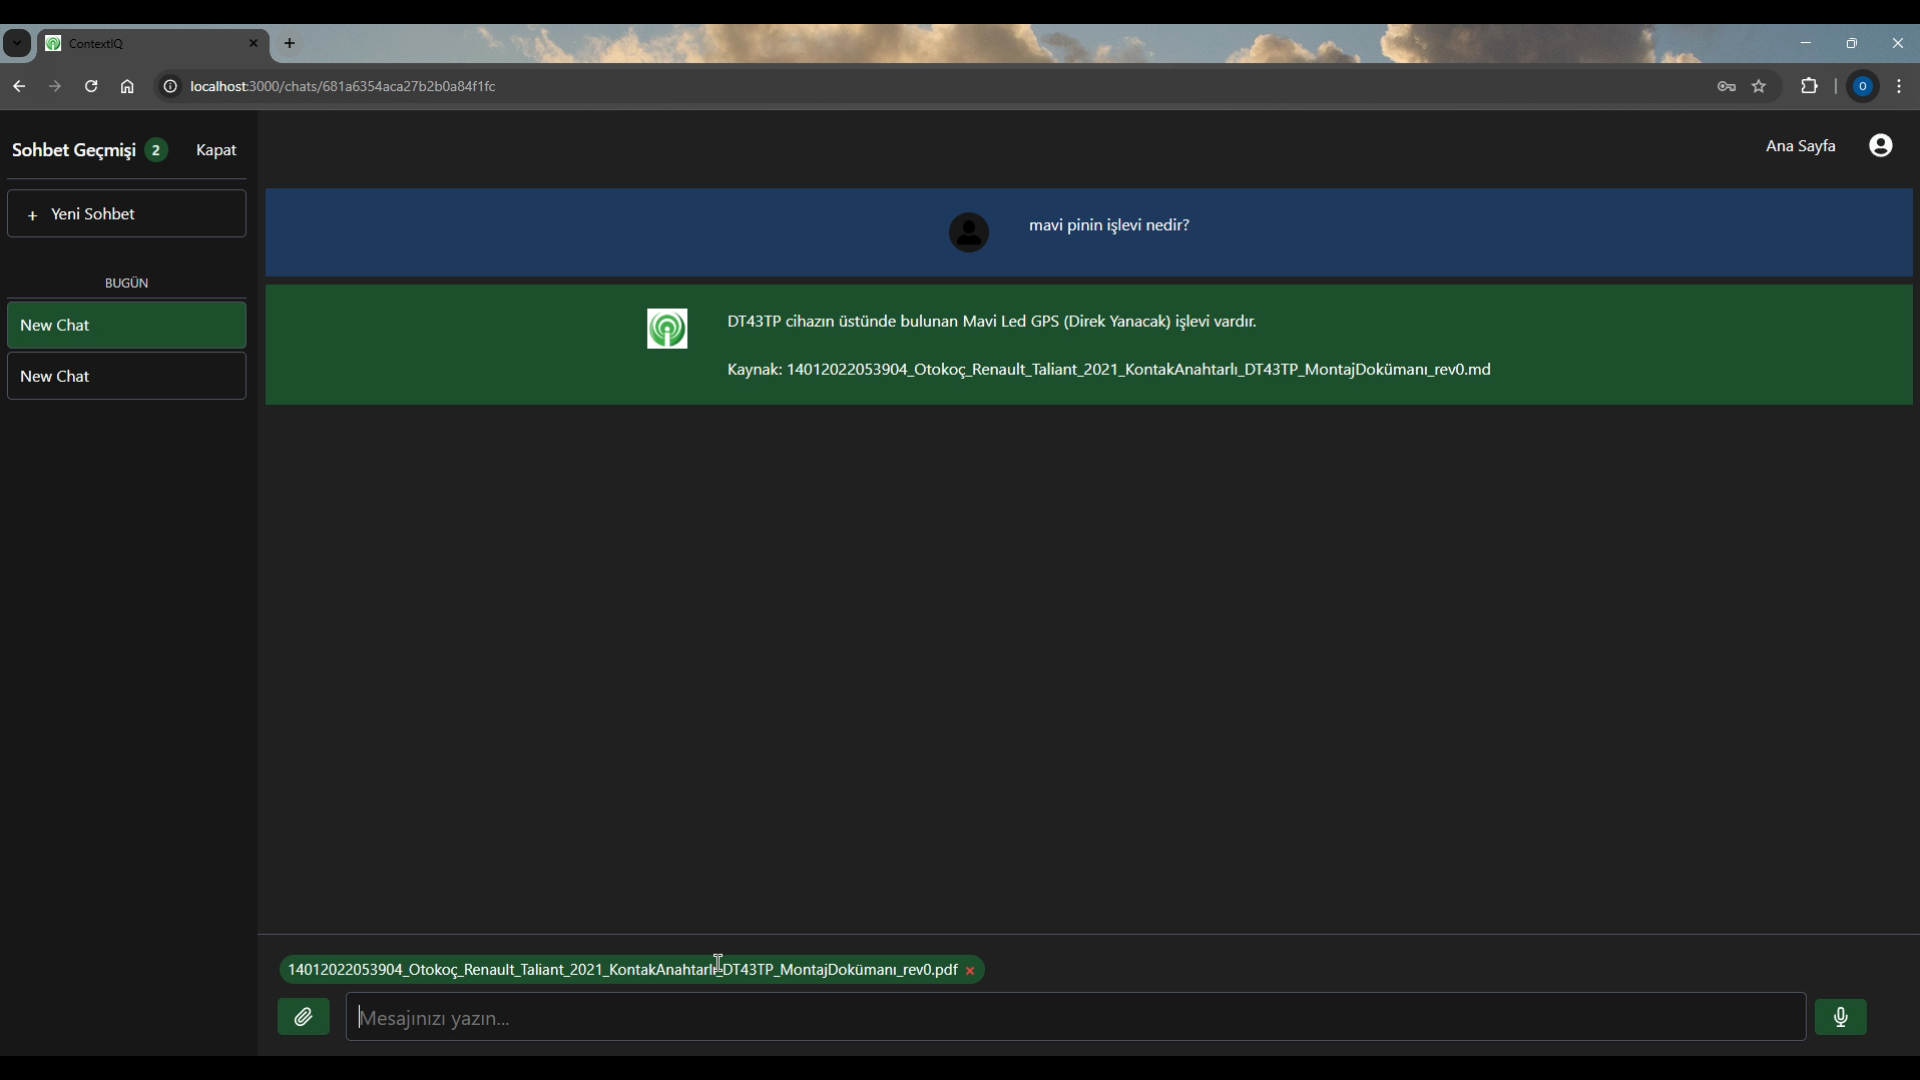 ContextIQ
localhost:3000/chats/681a6354aca27b2b0a84f1fc
O
Sohbet Geçmişi 2 Kapat
Ana Sayfa
+ Yeni Sohbet
BUGÜN
New Chat
New Chat
mavi pinin işlevi nedir?
DT43TP cihazın üstünde bulunan Mavi Led GPS (Direk Yanacak) işlevi vardır.
Kaynak: 14012022053904_Otokoç_Renault_Taliant_2021_KontakAnahtarlı_DT43TP_MontajDokümanı_rev0.md
14012022053904_Otokoç_Renault_Taliant_2021_KontakAnahtarlı_DT43TP_MontajDokümanı_rev0.pdf
Mesajınızı yazın...